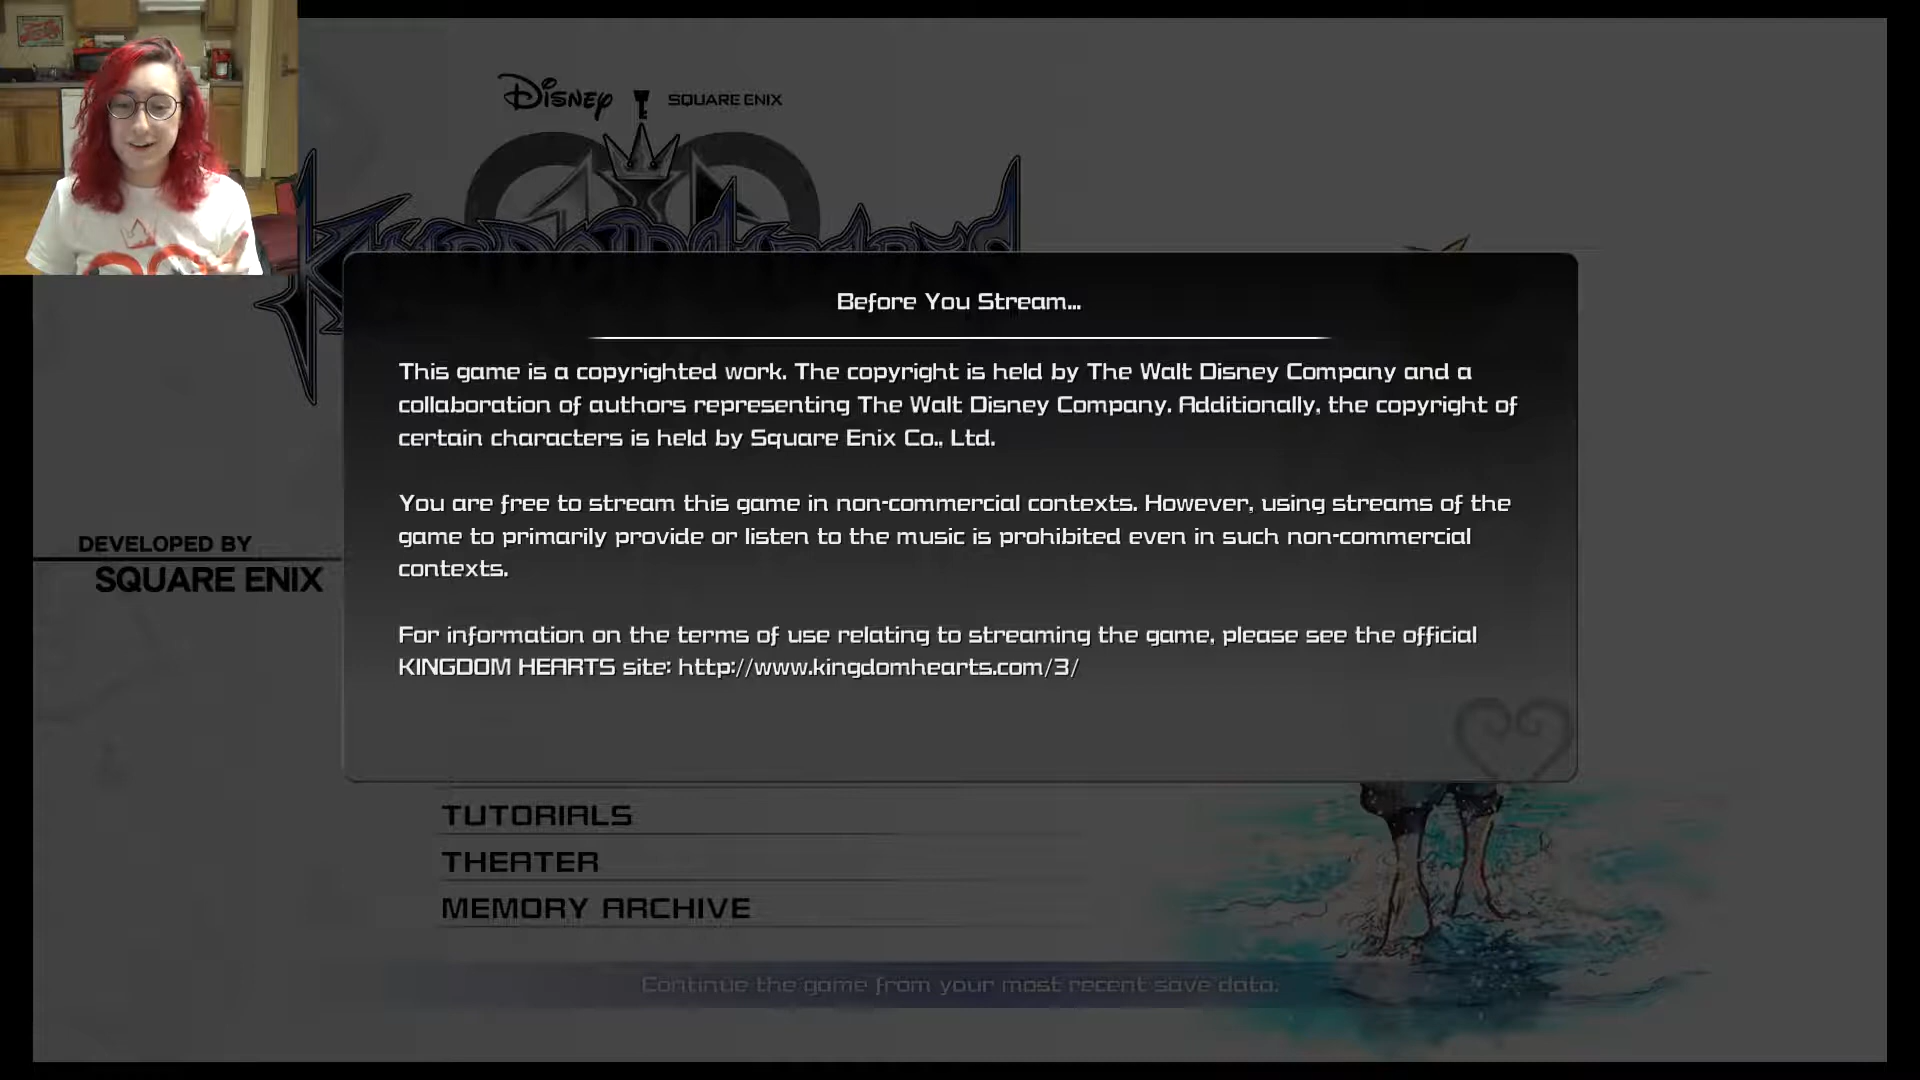 Disney SQUARE ENIX
KINGDOM HEARTS
Before You Stream...
This game is a copyrighted work. The copyright is held by The Walt Disney Company and a
collaboration of authors representing The Walt Disney Company. Additionally, the copyright of
certain characters is held by Square Enix Co., Ltd.
You are free to stream this game in non-commercial contexts. However, using streams of the
game to primarily provide or listen to the music is prohibited even in such non-commercial
contexts.
For information on the terms of use relating to streaming the game, please see the official
KINGDOM HEARTS site: http://www.kingdomhearts.com/3/
DEVELOPED BY
SQUARE ENIX
TUTORIALS
THEATER
MEMORY ARCHIVE
Continue the game from your most recent save data.